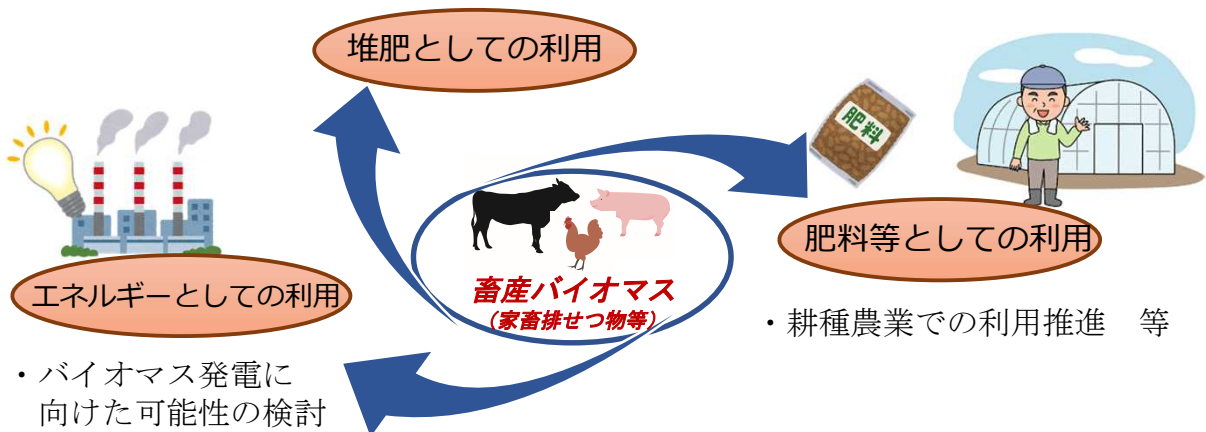 堆肥としての利用
肥料
肥料等としての利用
・耕種農業での利用推進　等
畜産バイオマス
（家畜排せつ物等）
エネルギーとしての利用
・バイオマス発電に
向けた可能性の検討